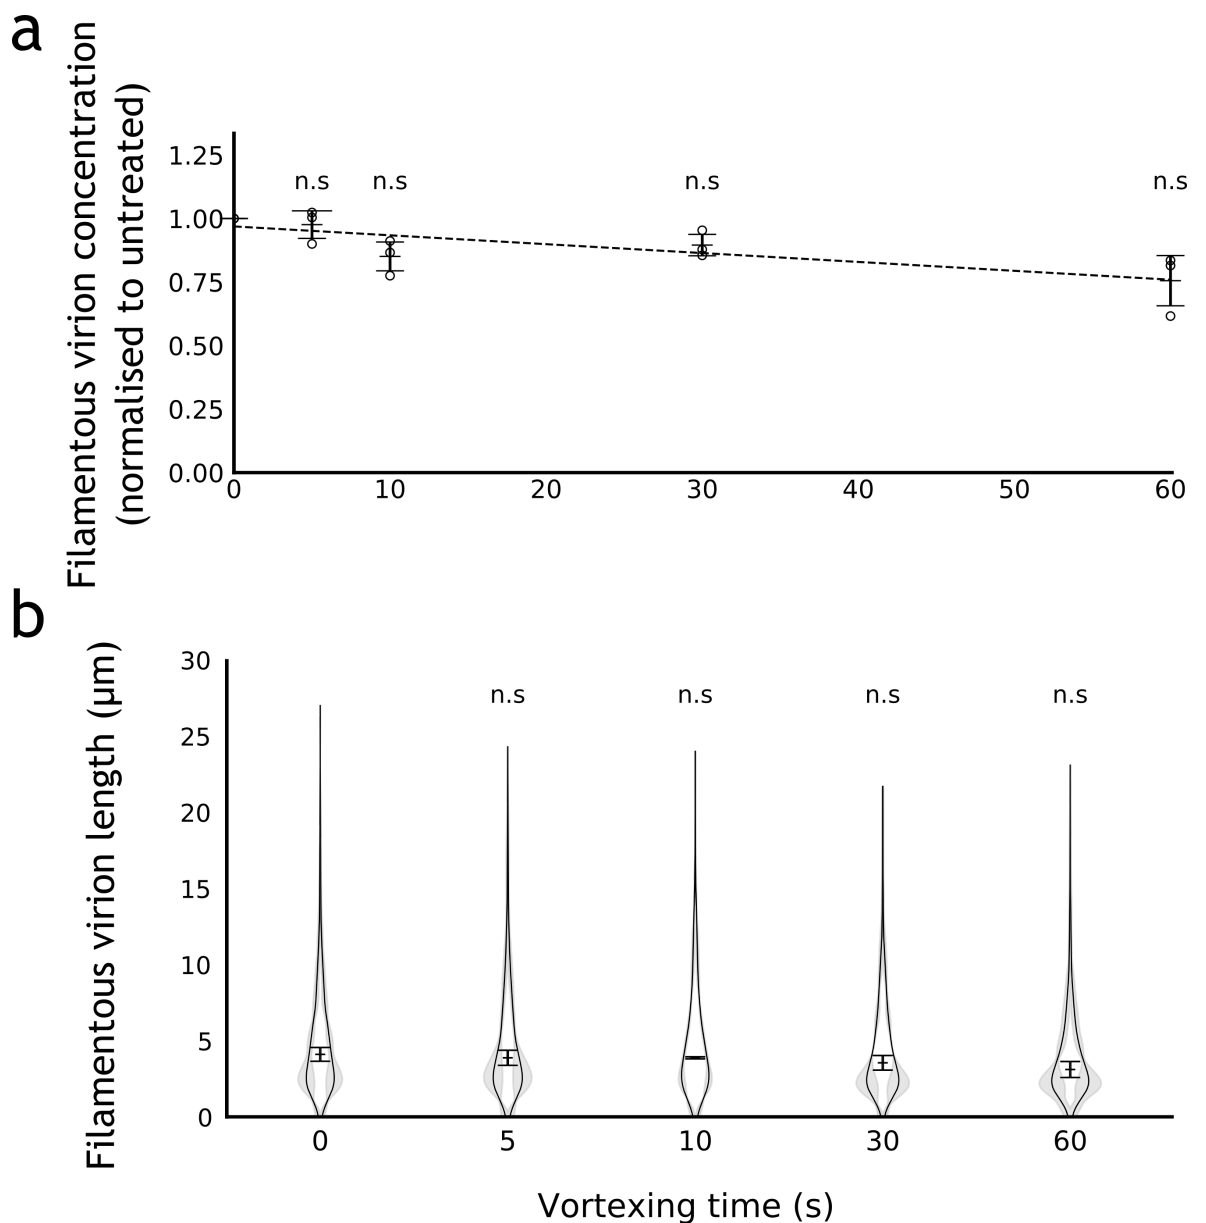 a
Filamentous virion concentration
(normalised to untreated)
1.25
1.00
0.75
0.50
0.25
0.00
n.s n.s n.s n.s
0 10 20 30 40 50 60
b
Filamentous virion length (μm)
30
25
20
15
10
5
0
n.s n.s n.s n.s
0 5 10 30 60
Vortexing time (s)